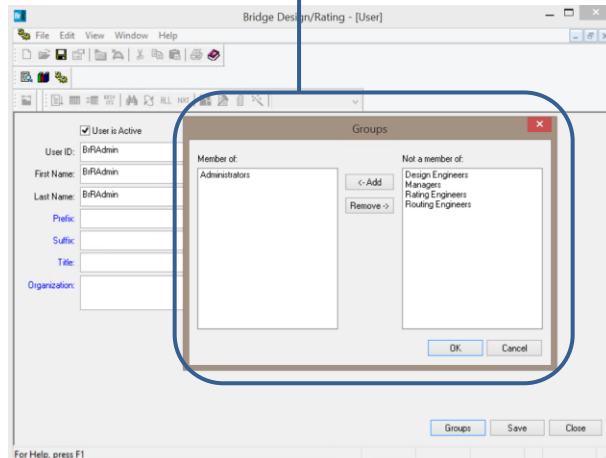 Br
Bridge Design/Rating - [User]
File Edit View Window Help
User is Active
User ID: BrRAdmin
First Name: BrRAdmin
Last Name: BrRAdmin
Prefix:
Suffix:
Title:
Organization:
Groups
Member of:
Administrators
<- Add
Remove ->
Not a member of:
Design Engineers
Managers
Rating Engineers
Routing Engineers
OK Cancel
Groups Save Close
For Help, press F1